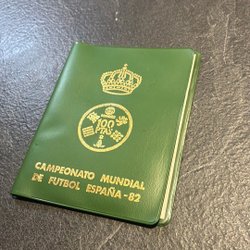 100
PTAS
CAMPEONATO MUNDIAL
DE FUTBOL ESPAÑA-82